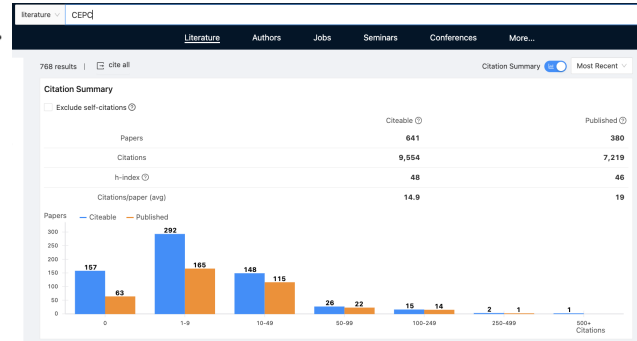 literature CEPC
Literature Authors Jobs Seminars Conferences More...
768 results | cite all Citation Summary Most Recent
Citation Summary
Exclude self-citations
Citeable Published
Papers 641 380
Citations 9,554 7,219
h-index 48 46
Citations/paper (avg) 14.9 19
Papers — Citeable — Published
300
292
250
200
165
157
148
150
115
100
63
50
26 22 15 14 2 1 1
0
0 1-9 10-49 50-99 100-249 250-499 500+
Citations